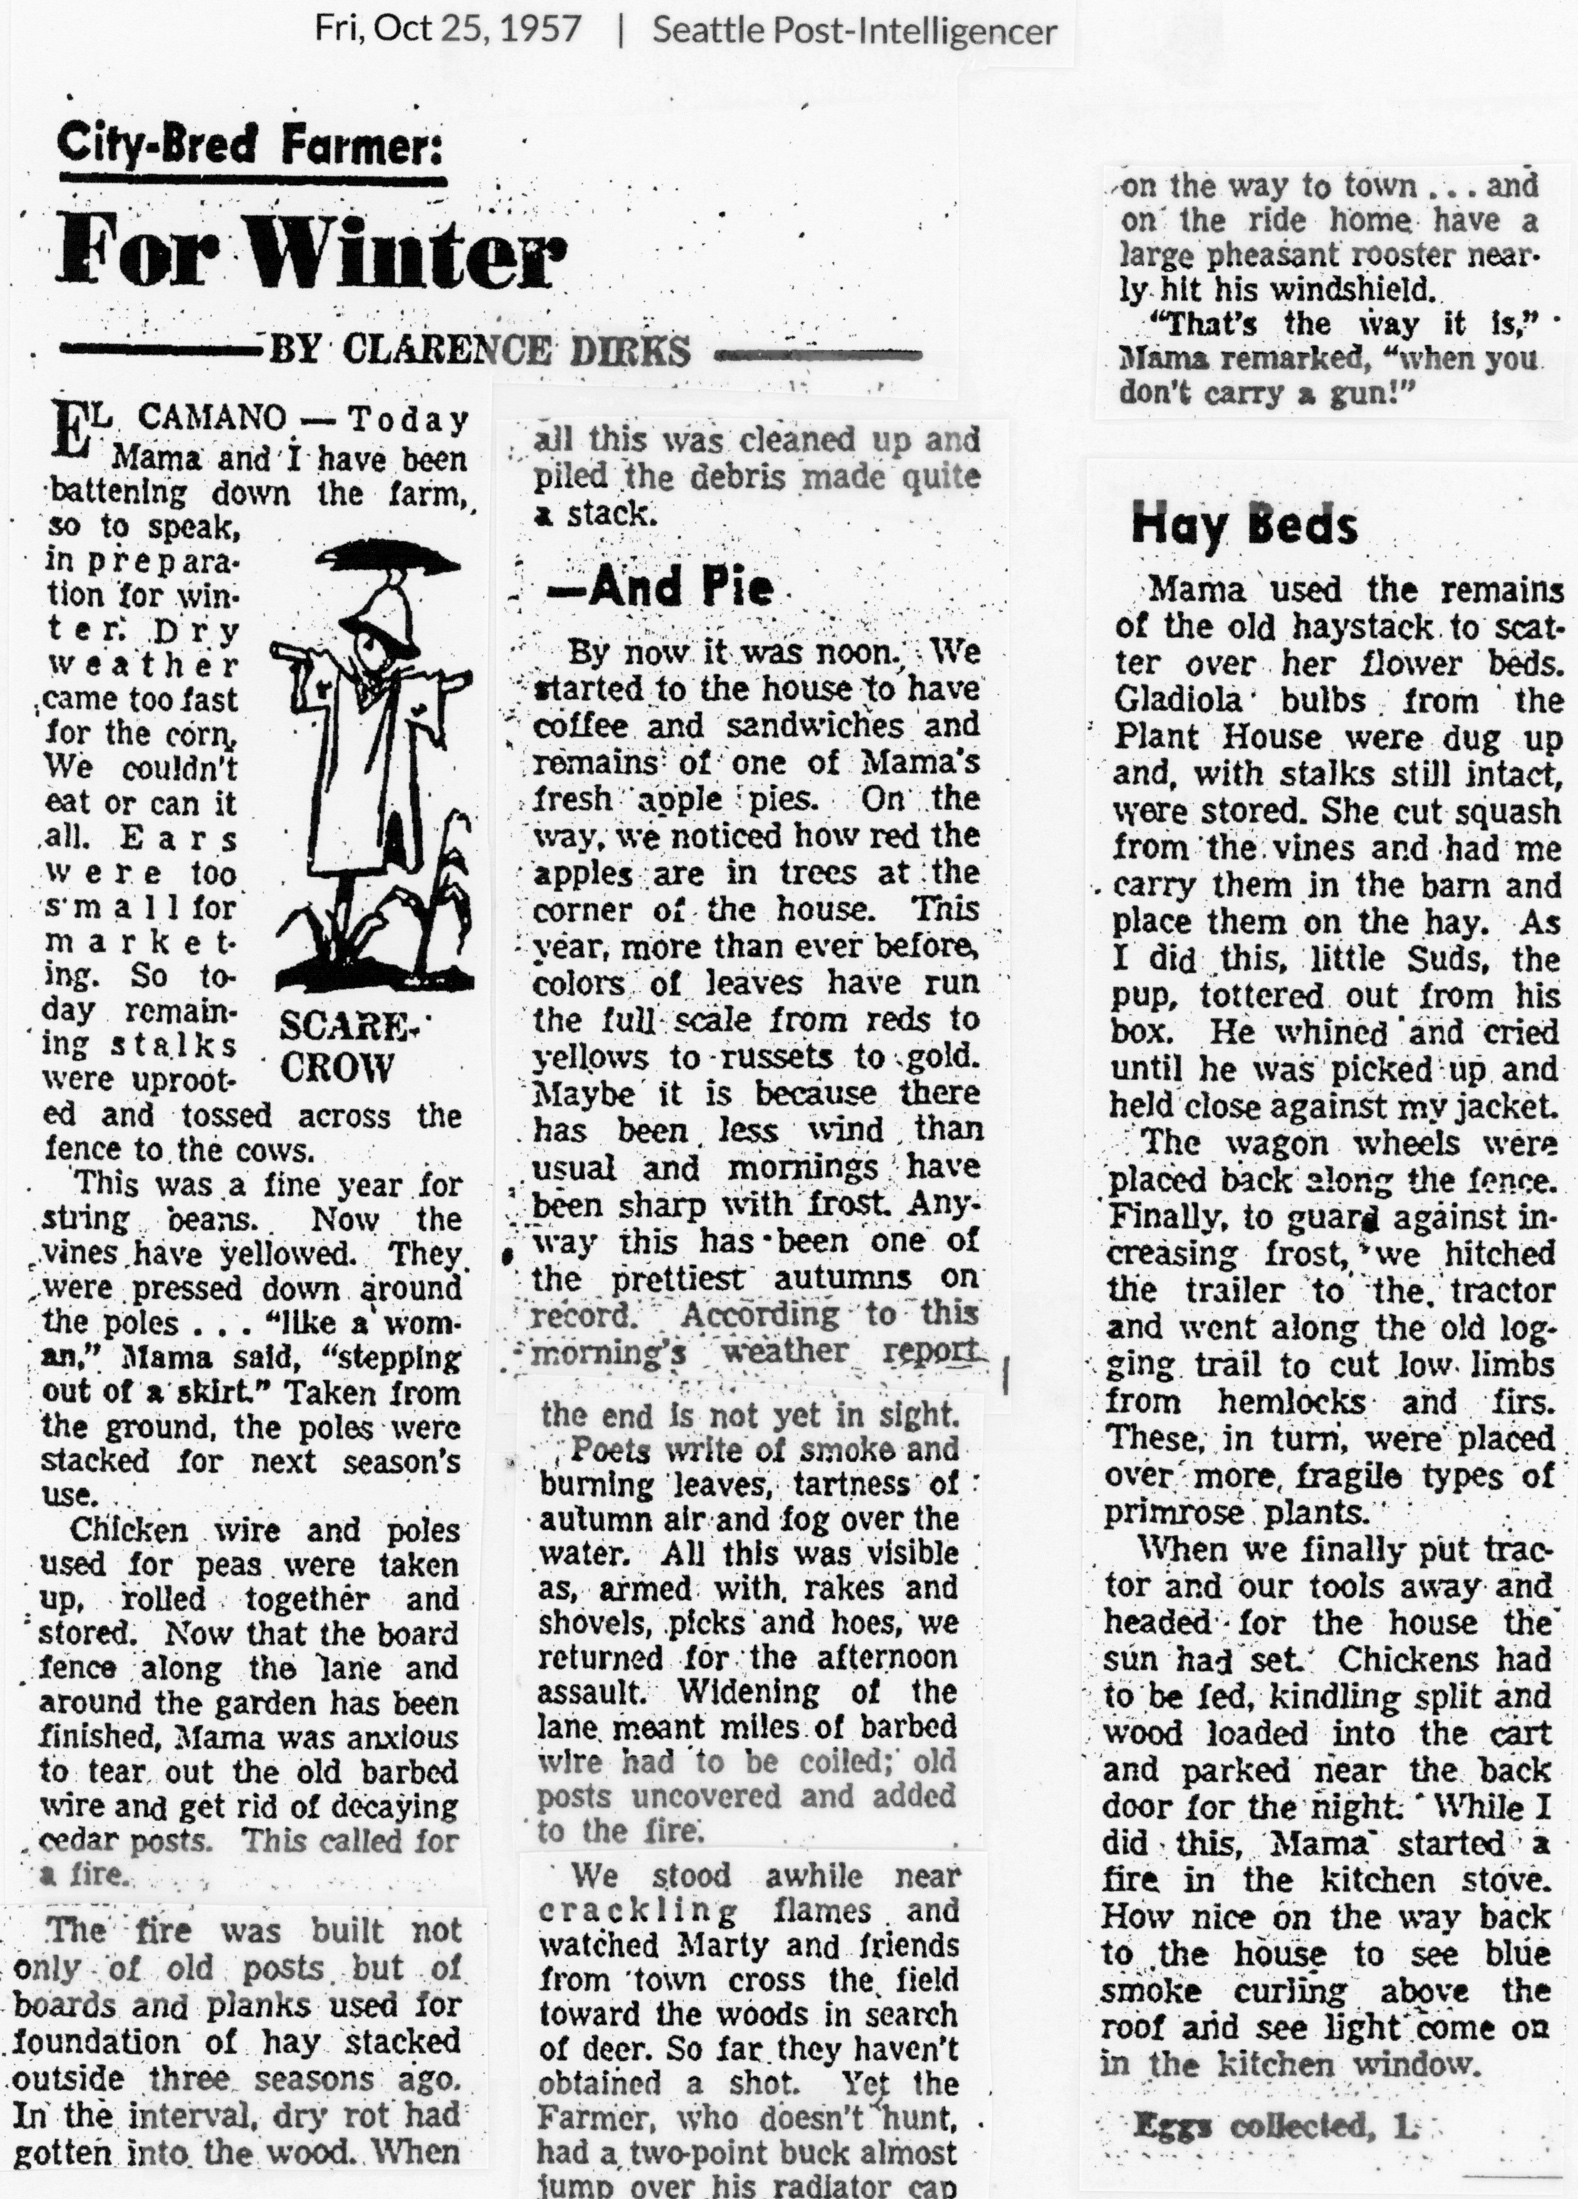 Fri, Oct 25, 1957 | Seattle Post-Intelligencer
City-Bred Farmer:
For Winter
BY CLARENCE DIRKS
EL CAMANO — Today
Mama and I have been
battening down the farm,
so to speak,
in prepara-
tion for win-
ter. Dry
weather
came too fast
for the corn.
We couldn't
eat or can it
all. Ears
were too
small for
market-
ing. So to-
day remain-
ing stalks
were uproot-
ed and tossed across the
fence to the cows.
SCARE-
CROW
This was a fine year for
string beans. Now the
vines have yellowed. They
were pressed down around
the poles . . . "like a wom-
an," Mama said, "stepping
out of a skirt." Taken from
the ground, the poles were
stacked for next season's
use.
Chicken wire and poles
used for peas were taken
up, rolled together and
stored. Now that the board
fence along the lane and
around the garden has been
finished, Mama was anxious
to tear out the old barbed
wire and get rid of decaying
cedar posts. This called for
a fire.
The fire was built not
only of old posts but of
boards and planks used for
foundation of hay stacked
outside three seasons ago.
In the interval, dry rot had
gotten into the wood. When
all this was cleaned up and
piled the debris made quite
a stack.
—And Pie
By now it was noon. We
started to the house to have
coffee and sandwiches and
remains of one of Mama's
fresh apple pies. On the
way, we noticed how red the
apples are in trees at the
corner of the house. This
year, more than ever before,
colors of leaves have run
the full scale from reds to
yellows to russets to gold.
Maybe it is because there
has been less wind than
usual and mornings have
been sharp with frost. Any-
way this has been one of
the prettiest autumns on
record. According to this
morning's weather report
the end is not yet in sight.
Poets write of smoke and
burning leaves, tartness of
autumn air and fog over the
water. All this was visible
as, armed with rakes and
shovels, picks and hoes, we
returned for the afternoon
assault. Widening of the
lane meant miles of barbed
wire had to be coiled; old
posts uncovered and added
to the fire.
We stood awhile near
crackling flames and
watched Marty and friends
from town cross the field
toward the woods in search
of deer. So far they haven't
obtained a shot. Yet the
Farmer, who doesn't hunt,
had a two-point buck almost
jump over his radiator cap
on the way to town . . . and
on the ride home have a
large pheasant rooster near-
ly hit his windshield.
"That's the way it is,"
Mama remarked, "when you
don't carry a gun!"
Hay Beds
Mama used the remains
of the old haystack to scat-
ter over her flower beds.
Gladiola bulbs from the
Plant House were dug up
and, with stalks still intact,
were stored. She cut squash
from the vines and had me
carry them in the barn and
place them on the hay. As
I did this, little Suds, the
pup, tottered out from his
box. He whined and cried
until he was picked up and
held close against my jacket.
The wagon wheels were
placed back along the fence.
Finally, to guard against in-
creasing frost, we hitched
the trailer to the tractor
and went along the old log-
ging trail to cut low limbs
from hemlocks and firs.
These, in turn, were placed
over more fragile types of
primrose plants.
When we finally put trac-
tor and our tools away and
headed for the house the
sun had set. Chickens had
to be fed, kindling split and
wood loaded into the cart
and parked near the back
door for the night. While I
did this, Mama started a
fire in the kitchen stove.
How nice on the way back
to the house to see blue
smoke curling above the
roof and see light come on
in the kitchen window.
Eggs collected, 1.